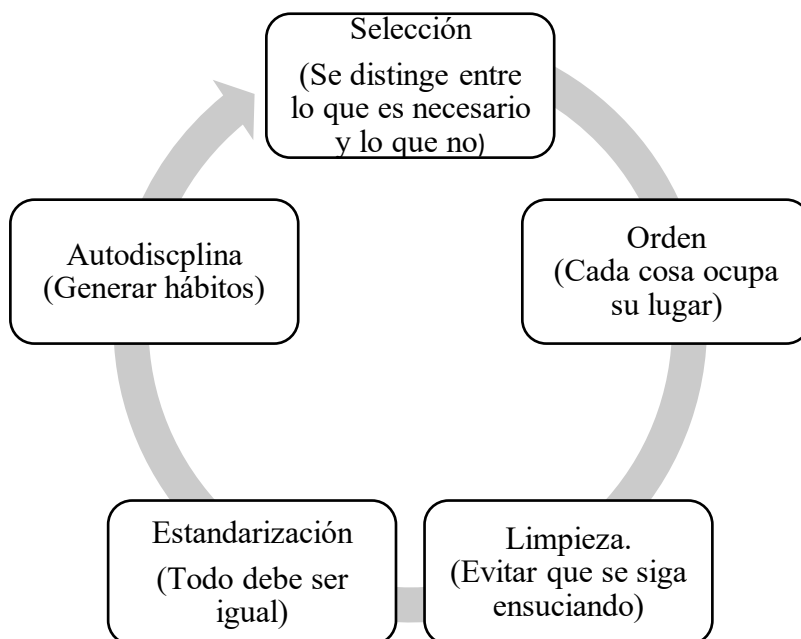 Selección
(Se distinge entre
lo que es necesario
y lo que no)
Orden
(Cada cosa ocupa
su lugar)
Limpieza.
(Evitar que se siga
ensuciando)
Estandarización
(Todo debe ser
igual)
Autodiscplina
(Generar hábitos)